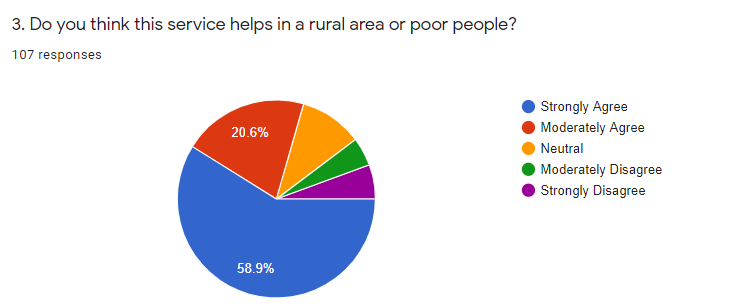 3. Do you think this service helps in a rural area or poor people?
107 responses
20.6%
58.9%
Strongly Agree
Moderately Agree
Neutral
Moderately Disagree
Strongly Disagree